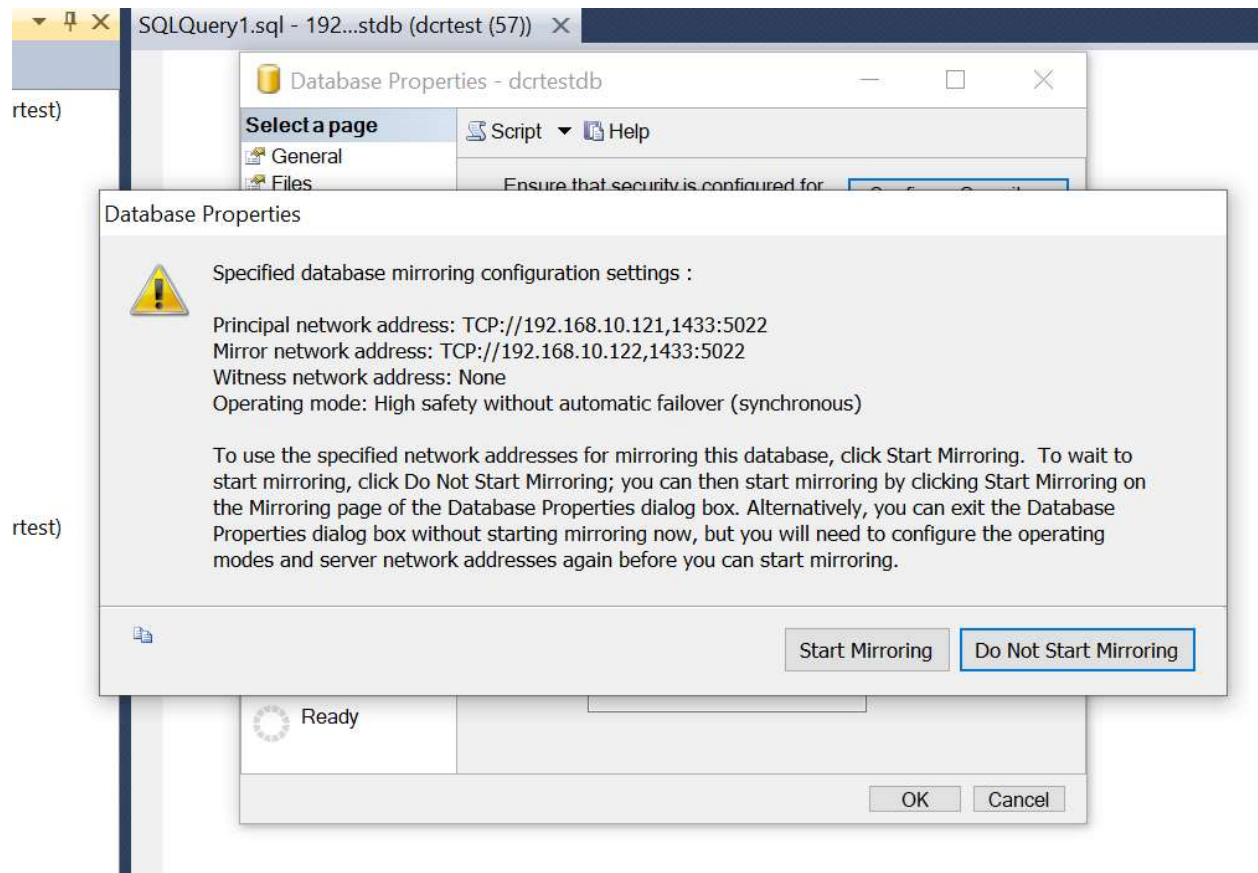 SQLQuery1.sql - 192...stdb (dcrtest (57))
Database Properties - dcrtestdb
rtest)
Select a page
Script
Help
General
Files
Ensure that security is configured for
Database Properties
Specified database mirroring configuration settings :
Principal network address: TCP://192.168.10.121,1433:5022
Mirror network address: TCP://192.168.10.122,1433:5022
Witness network address: None
Operating mode: High safety without automatic failover (synchronous)
To use the specified network addresses for mirroring this database, click Start Mirroring.  To wait to
start mirroring, click Do Not Start Mirroring; you can then start mirroring by clicking Start Mirroring on
the Mirroring page of the Database Properties dialog box. Alternatively, you can exit the Database
Properties dialog box without starting mirroring now, but you will need to configure the operating
modes and server network addresses again before you can start mirroring.
rtest)
Start Mirroring
Do Not Start Mirroring
Ready
OK
Cancel